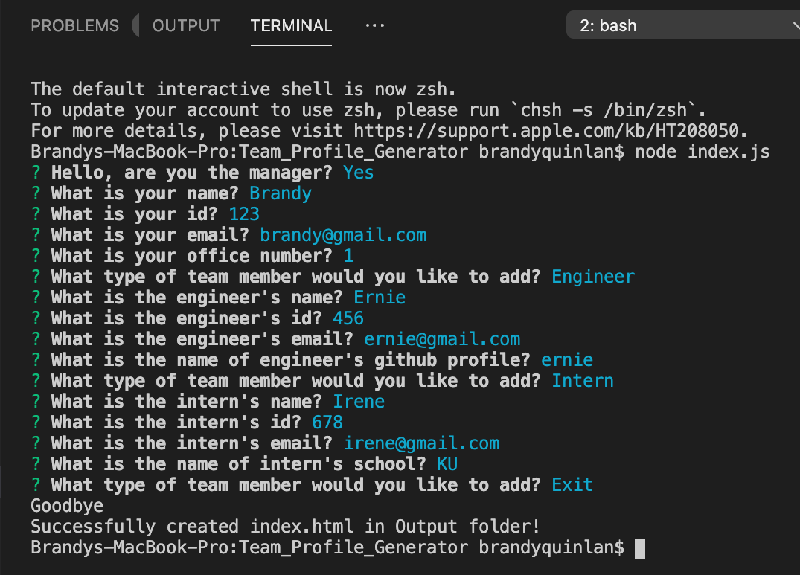 PROBLEMS OUTPUT TERMINAL ··· 2: bash
The default interactive shell is now zsh.
To update your account to use zsh, please run `chsh -s /bin/zsh`.
For more details, please visit https://support.apple.com/kb/HT208050.
Brandys-MacBook-Pro:Team_Profile_Generator brandyquinlan$ node index.js
? Hello, are you the manager? Yes
? What is your name? Brandy
? What is your id? 123
? What is your email? brandy@gmail.com
? What is your office number? 1
? What type of team member would you like to add? Engineer
? What is the engineer's name? Ernie
? What is the engineer's id? 456
? What is the engineer's email? ernie@gmail.com
? What is the name of engineer's github profile? ernie
? What type of team member would you like to add? Intern
? What is the intern's name? Irene
? What is the intern's id? 678
? What is the intern's email? irene@gmail.com
? What is the name of intern's school? KU
? What type of team member would you like to add? Exit
Goodbye
Successfully created index.html in Output folder!
Brandys-MacBook-Pro:Team_Profile_Generator brandyquinlan$